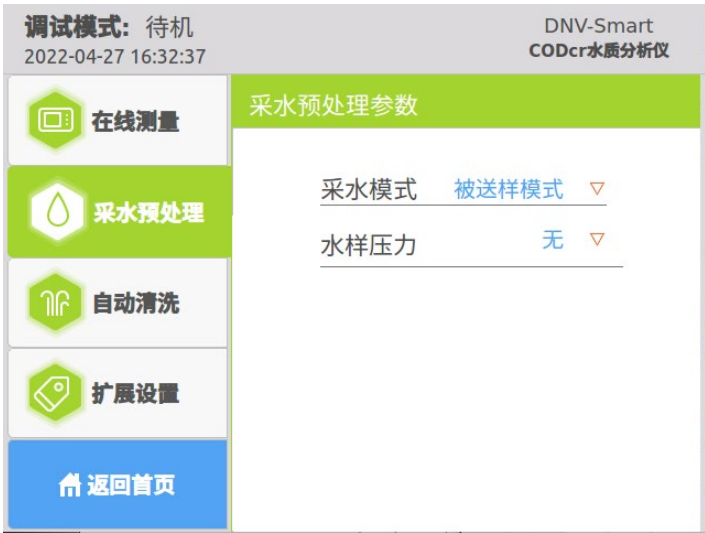 调试模式: 待机
2022-04-27 16:32:37
DNV-Smart
CODcr水质分析仪
在线测量
采水预处理
自动清洗
扩展设置
返回首页
采水预处理参数
采水模式 被送样模式
水样压力 无